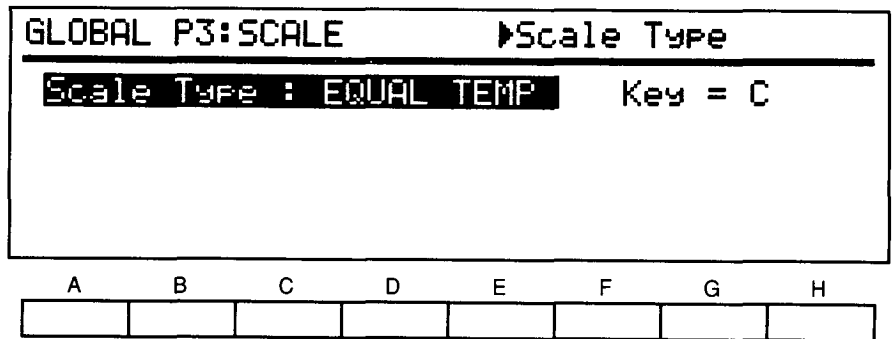 GLOBAL P3:SCALE ▶Scale Type
Scale Type : EQUAL TEMP Key = C
A B C D E F G H